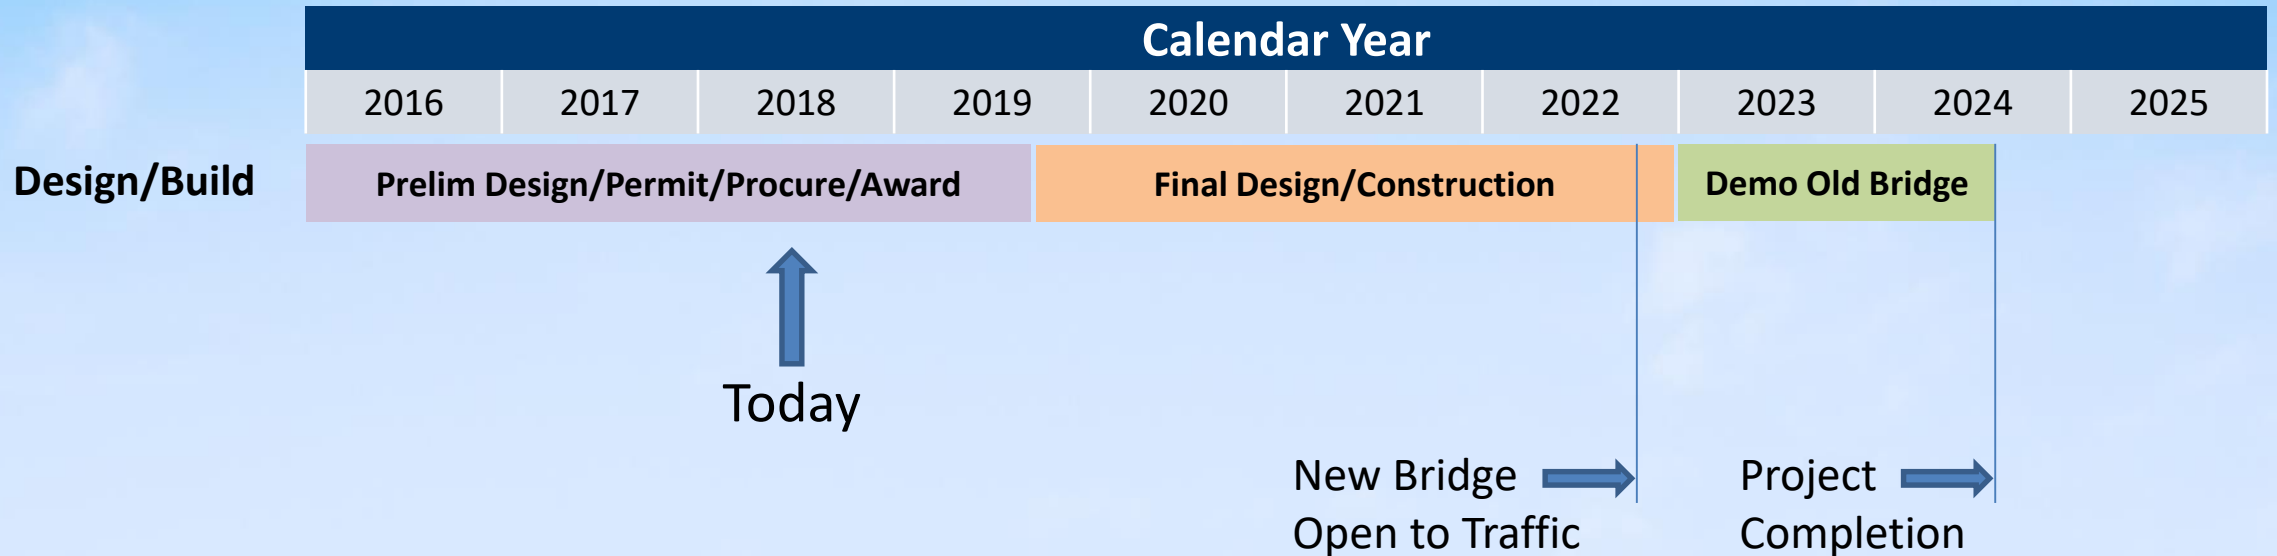 Calendar Year
2016 2017 2018 2019 2020 2021 2022 2023 2024 2025
Design/Build Prelim Design/Permit/Procure/Award Final Design/Construction Demo Old Bridge
Today
New Bridge
Open to Traffic
Project
Completion